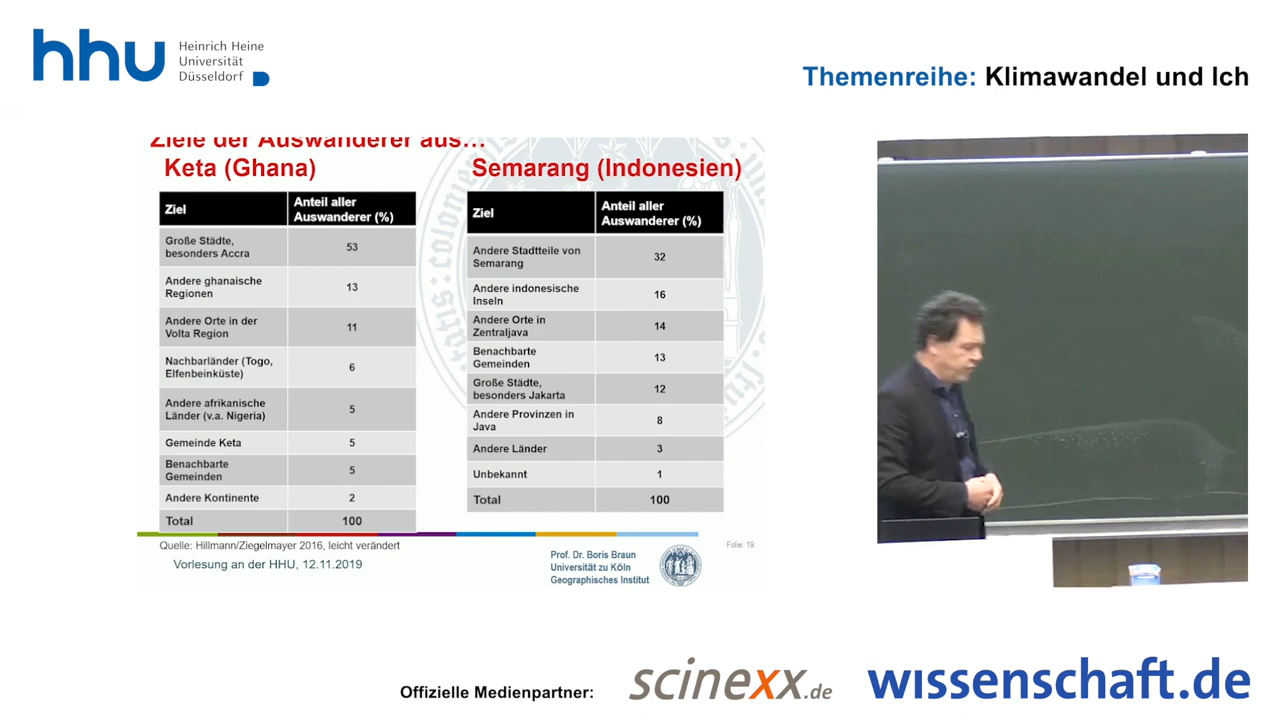 hhu
Heinrich Heine
Universität
Düsseldorf
Themenreihe: Klimawandel und Ich
Ziele der Auswanderer aus…
Keta (Ghana)
Semarang (Indonesien)
Ziel
Anteil aller
Auswanderer (%)
Große Städte,
besonders Accra
53
Andere ghanaische
Regionen
13
Andere Orte in der
Volta Region
11
Nachbarländer (Togo,
Elfenbeinküste)
6
Andere afrikanische
Länder (v.a. Nigeria)
5
Gemeinde Keta
5
Benachbarte
Gemeinden
5
Andere Kontinente
2
Total
100
Ziel
Anteil aller
Auswanderer (%)
Andere Stadtteile von
Semarang
32
Andere indonesische
Inseln
16
Andere Orte in
Zentraljava
14
Benachbarte
Gemeinden
13
Große Städte,
besonders Jakarta
12
Andere Provinzen in
Java
8
Andere Länder
3
Unbekannt
1
Total
100
Quelle: Hillmann/Ziegelmayer 2016, leicht verändert
Vorlesung an der HHU, 12.11.2019
Prof. Dr. Boris Braun
Universität zu Köln
Geographisches Institut
Folie: 19
Offizielle Medienpartner:
scinexx.de
wissenschaft.de